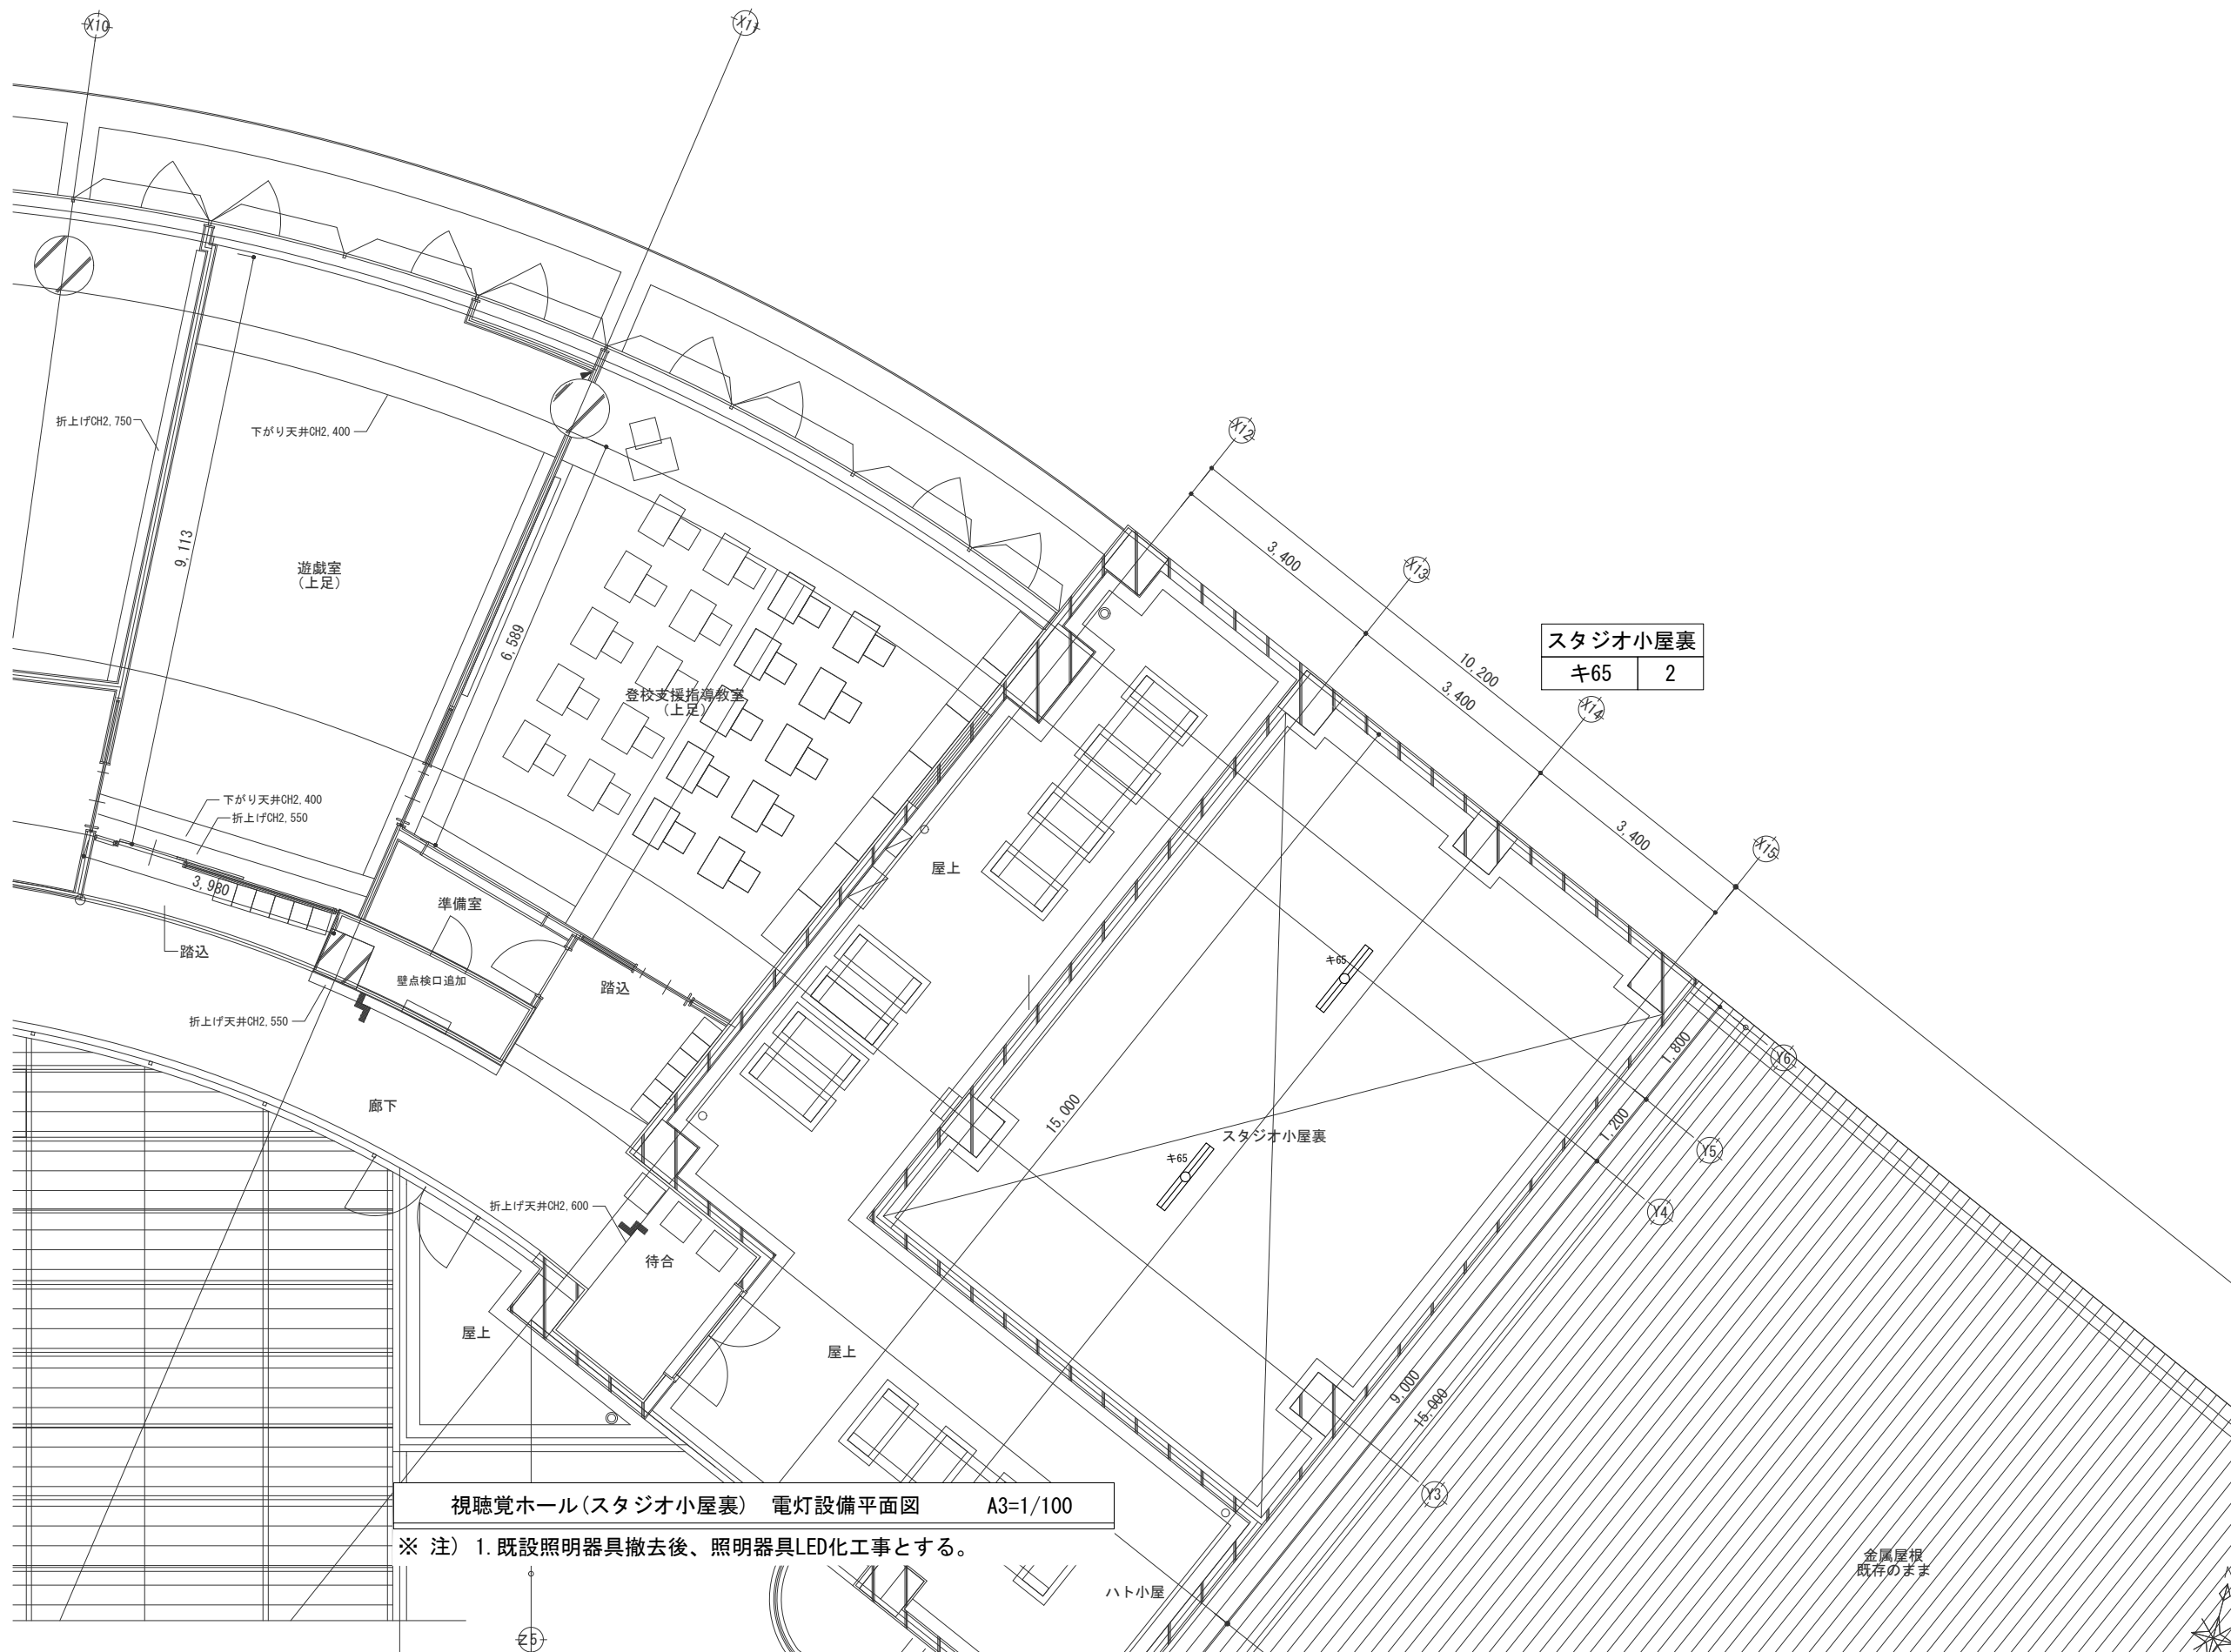 X10
X11
折上げCH2,750
下がり天井CH2,400
9,113
遊戯室
(上足)
6,589
登校支援指導教室
(上足)
X12
3,400
X13
10,200
スタジオ小屋裏
キ65 2
3,400
X14
3,400
X15
下がり天井CH2,400
折上げCH2,550
3,980
準備室
踏込
壁点検口追加
踏込
折上げ天井CH2,550
屋上
キ65
1,800
Y6
廊下
15,000
スタジオ小屋裏
1,200
Y5
キ65
折上げ天井CH2,600
Y4
待合
屋上
屋上
9,000
15,000
視聴覚ホール(スタジオ小屋裏) 電灯設備平面図 A3=1/100
Y3
※ 注) 1.既設照明器具撤去後、照明器具LED化工事とする。
金属屋根
既存のまま
ハト小屋
Z5